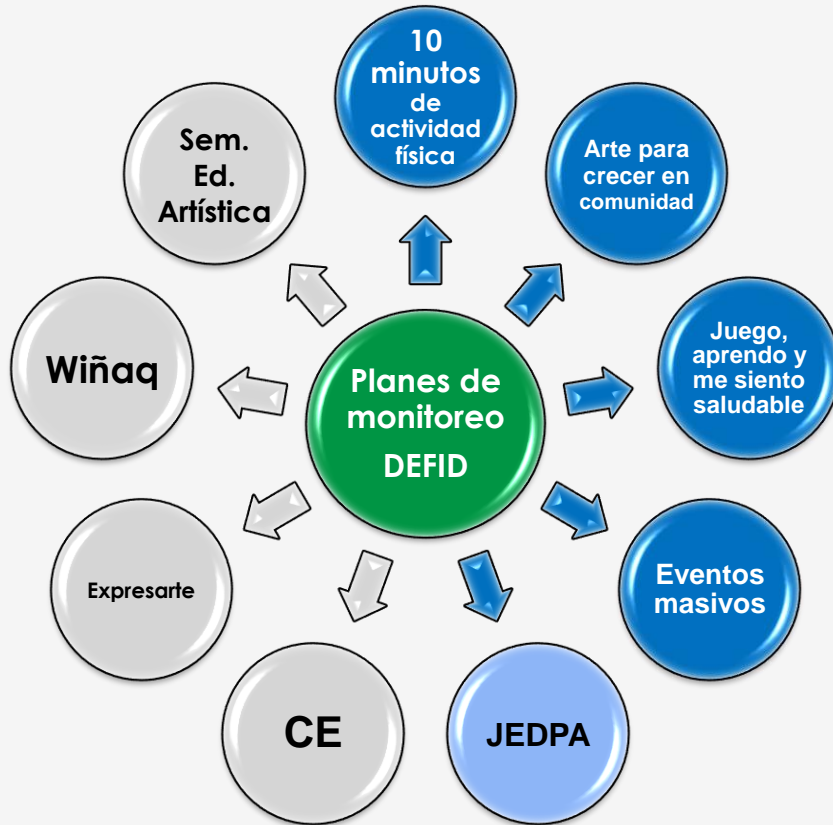 10
minutos
de
actividad
física
Sem.
Ed.
Artística
Arte para
crecer en
comunidad
Wiñaq
Juego,
aprendo y
me siento
saludable
Planes de
monitoreo
DEFID
Expresarte
Eventos
masivos
CE
JEDPA